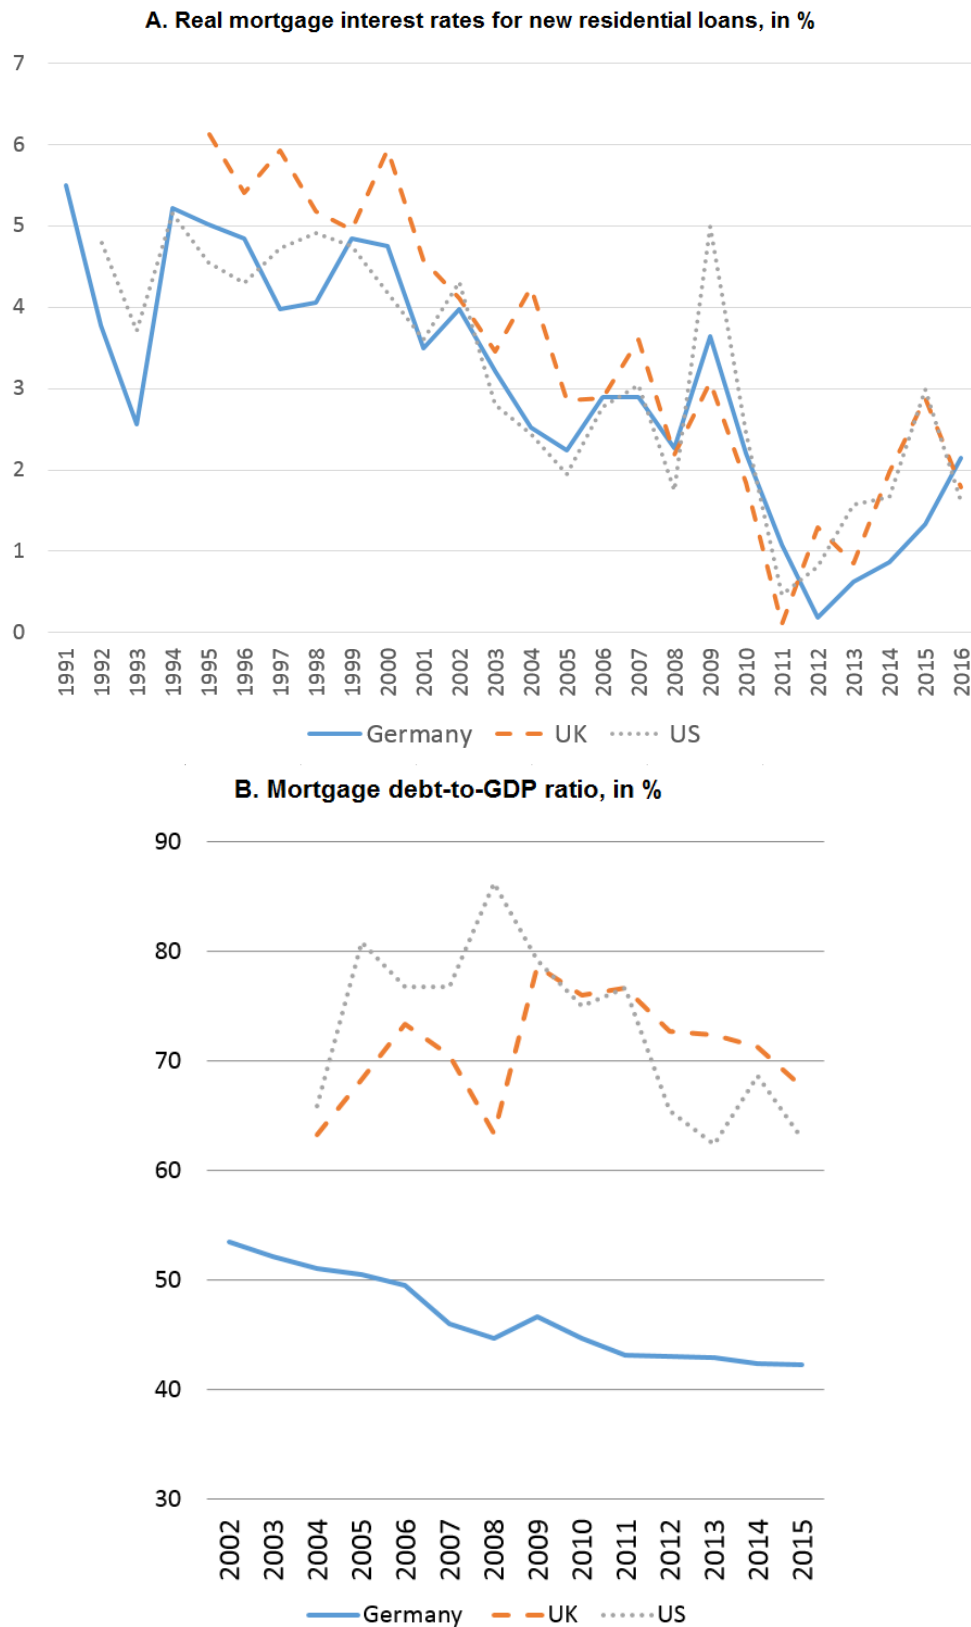 A. Real mortgage interest rates for new residential loans, in %
7
6
5
4
3
2
1
0
1991 1992 1993 1994 1995 1996 1997 1998 1999 2000 2001 2002 2003 2004 2005 2006 2007 2008 2009 2010 2011 2012 2013 2014 2015 2016
Germany UK US
B. Mortgage debt-to-GDP ratio, in %
90
80
70
60
50
40
30
2002 2003 2004 2005 2006 2007 2008 2009 2010 2011 2012 2013 2014 2015
Germany UK US